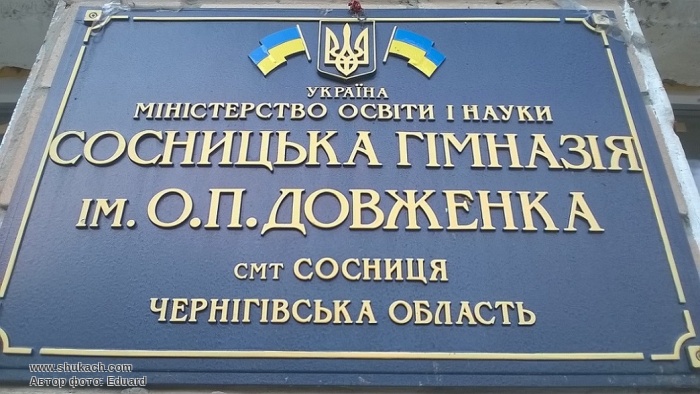 УКРАЇНА
МІНІСТЕРСТВО ОСВІТИ І НАУКИ
СОСНИЦЬКА ГІМНАЗІЯ
ІМ. О.П.ДОВЖЕНКА
СМТ СОСНИЦЯ
ЧЕРНІГІВСЬКА ОБЛАСТЬ
www.shukach.com
Автор фото: Eduard